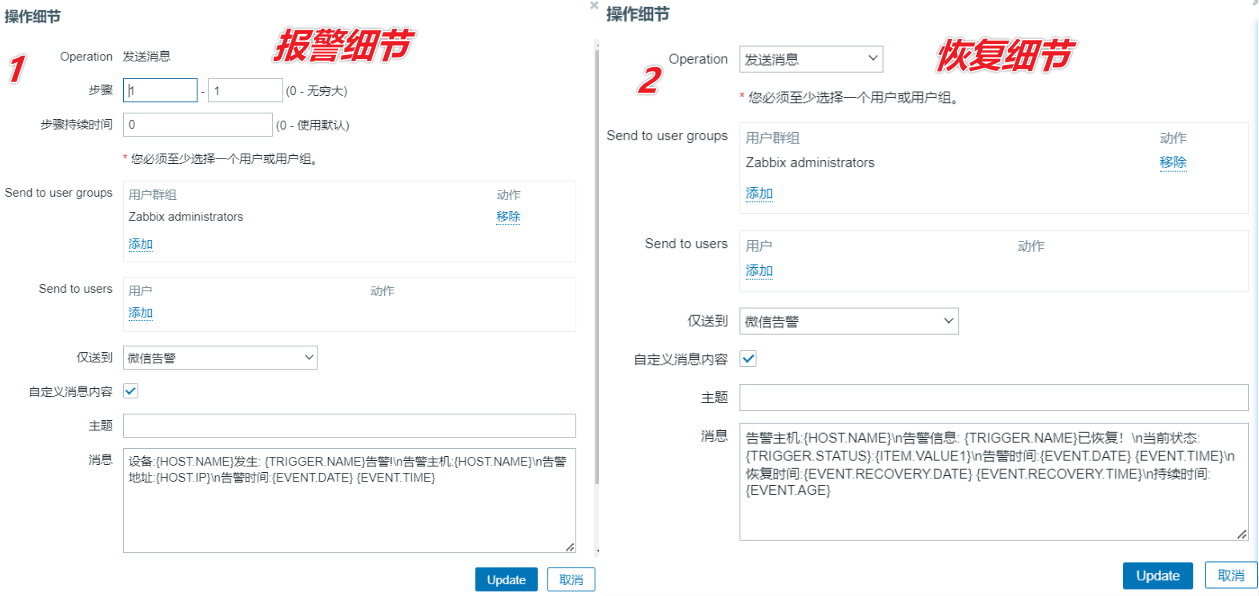 操作细节
报警细节
1
Operation 发送消息
步骤 1 - 1 (0 - 无穷大)
步骤持续时间 0 (0 - 使用默认)
* 您必须至少选择一个用户或用户组。
Send to user groups 用户群组 动作
Zabbix administrators 移除
添加
Send to users 用户 动作
添加
仅送到 微信告警
自定义消息内容
主题
消息 设备:{HOST.NAME}发生: {TRIGGER.NAME}告警!\n告警主机:{HOST.NAME}\n告警
地址:{HOST.IP}\n告警时间:{EVENT.DATE} {EVENT.TIME}
Update 取消
操作细节
恢复细节
2
Operation 发送消息
* 您必须至少选择一个用户或用户组。
Send to user groups 用户群组 动作
Zabbix administrators 移除
添加
Send to users 用户 动作
添加
仅送到 微信告警
自定义消息内容
主题
消息 告警主机:{HOST.NAME}\n告警信息: {TRIGGER.NAME}已恢复！\n当前状态:
{TRIGGER.STATUS}:{ITEM.VALUE1}\n告警时间:{EVENT.DATE} {EVENT.TIME}\n
恢复时间:{EVENT.RECOVERY.DATE} {EVENT.RECOVERY.TIME}\n持续时间:
{EVENT.AGE}
Update 取消